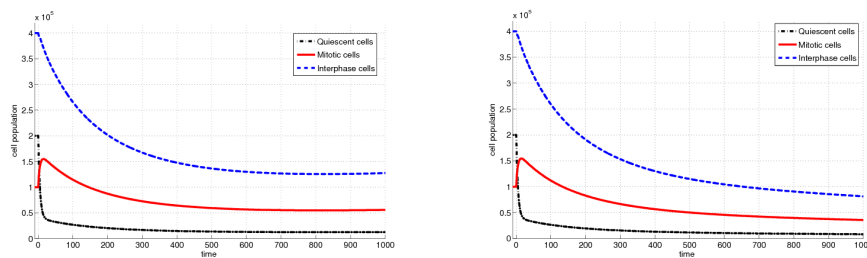 x 10^5
4
3.5
3
2.5
2
1.5
1
0.5
0
cell population
0 100 200 300 400 500 600 700 800 900 1000
time
Quiescent cells
Mitotic cells
Interphase cells
x 10^5
4
3.5
3
2.5
2
1.5
1
0.5
0
cell population
0 100 200 300 400 500 600 700 800 900 1000
time
Quiescent cells
Mitotic cells
Interphase cells